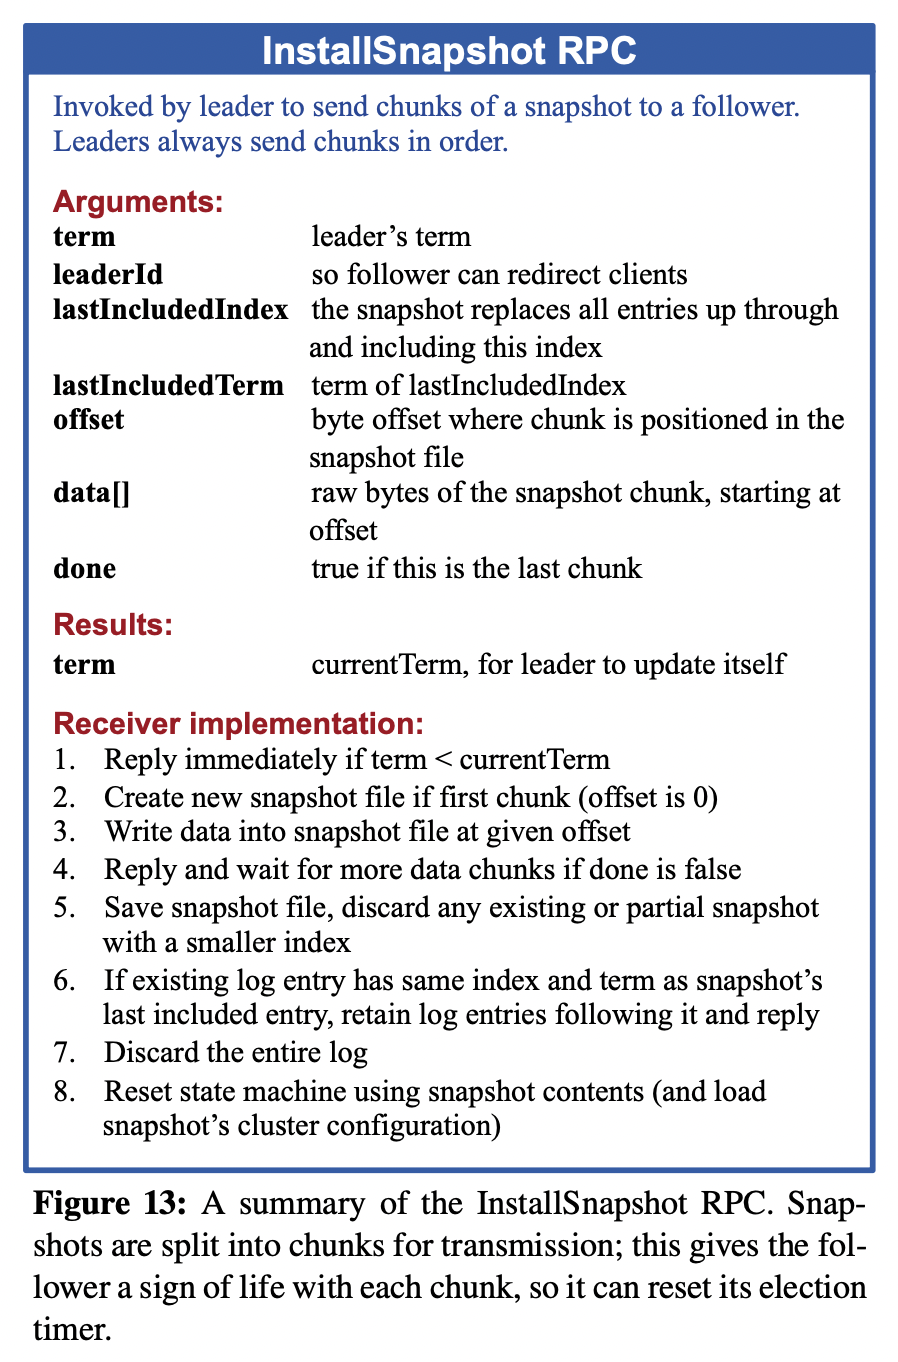 InstallSnapshot RPC
Invoked by leader to send chunks of a snapshot to a follower.
Leaders always send chunks in order.
Arguments:
term leader’s term
leaderId so follower can redirect clients
lastIncludedIndex the snapshot replaces all entries up through
and including this index
lastIncludedTerm term of lastIncludedIndex
offset byte offset where chunk is positioned in the
snapshot file
data[] raw bytes of the snapshot chunk, starting at
offset
done true if this is the last chunk
Results:
term currentTerm, for leader to update itself
Receiver implementation:
1. Reply immediately if term < currentTerm
2. Create new snapshot file if first chunk (offset is 0)
3. Write data into snapshot file at given offset
4. Reply and wait for more data chunks if done is false
5. Save snapshot file, discard any existing or partial snapshot
with a smaller index
6. If existing log entry has same index and term as snapshot’s
last included entry, retain log entries following it and reply
7. Discard the entire log
8. Reset state machine using snapshot contents (and load
snapshot’s cluster configuration)
Figure 13: A summary of the InstallSnapshot RPC. Snap-
shots are split into chunks for transmission; this gives the fol-
lower a sign of life with each chunk, so it can reset its election
timer.